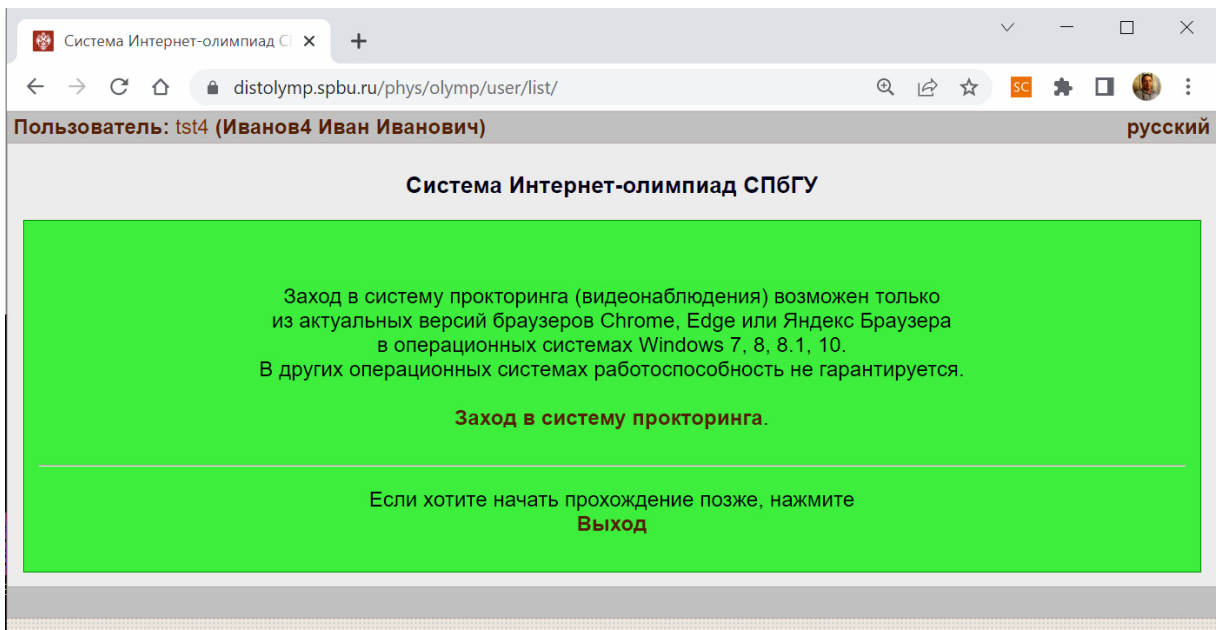 Система Интернет-олимпиад С
distolymp.spbu.ru/phys/olymp/user/list/
SC
Пользователь: tst4 (Иванов4 Иван Иванович)
русский
Система Интернет-олимпиад СПбГУ
Заход в систему прокторинга (видеонаблюдения) возможен только
из актуальных версий браузеров Chrome, Edge или Яндекс Браузера
в операционных системах Windows 7, 8, 8.1, 10.
В других операционных системах работоспособность не гарантируется.
Заход в систему прокторинга.
Если хотите начать прохождение позже, нажмите
Выход